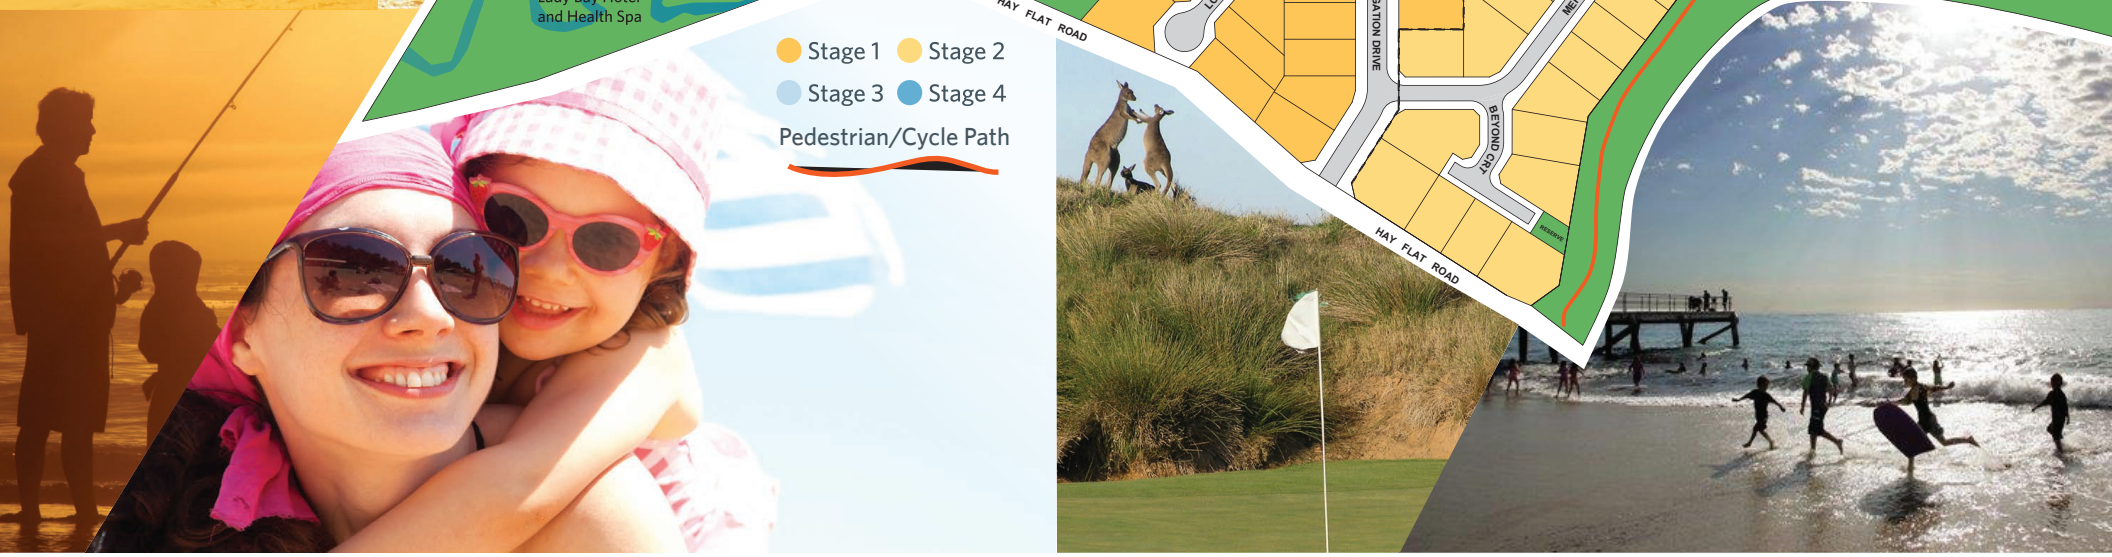 and Health Spa
Stage 1
Stage 2
Stage 3
Stage 4
Pedestrian/Cycle Path
HAY FLAT ROAD
DRIVE
BEYOND CRT
RESERVE
HAY FLAT ROAD